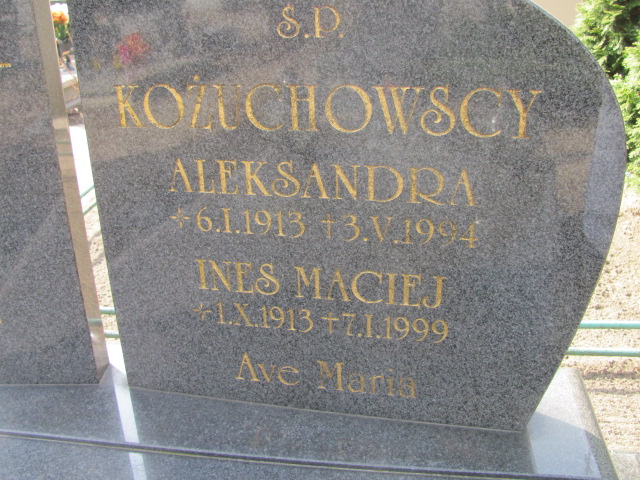 Ś.P.
KOŻUCHOWSCY
ALEKSANDRA
* 6.I.1913 † 3.V.1994
INES MACIEJ
* 1.X.1913 † 7.I.1999
Ave Maria